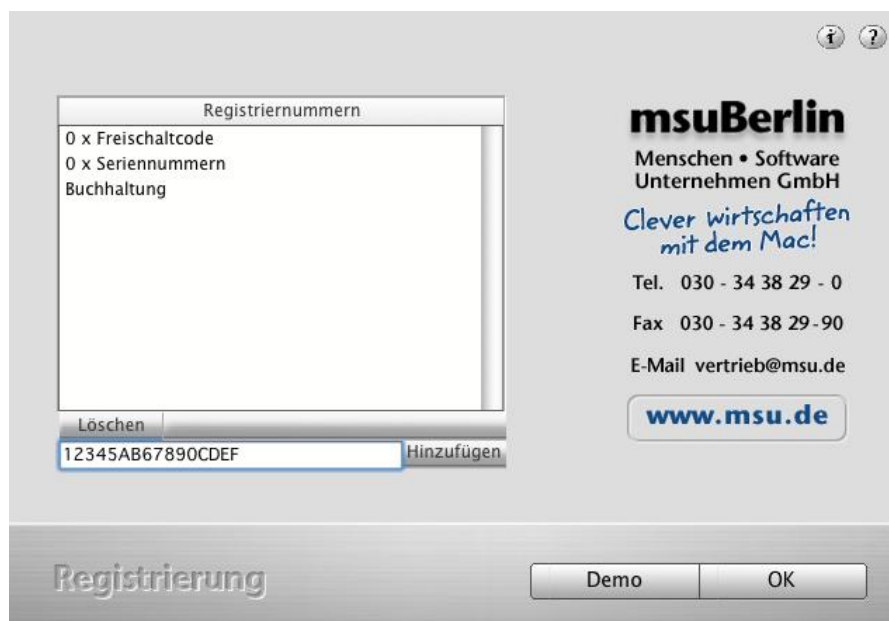 i ?
Registriernummern
0 x Freischaltcode
0 x Seriennummern
Buchhaltung
Löschen
12345AB67890CDEF Hinzufügen
msuBerlin
Menschen • Software
Unternehmen GmbH
Clever wirtschaften
mit dem Mac!
Tel. 030 - 34 38 29 - 0
Fax 030 - 34 38 29-90
E-Mail vertrieb@msu.de
www.msu.de
Registrierung
Demo OK